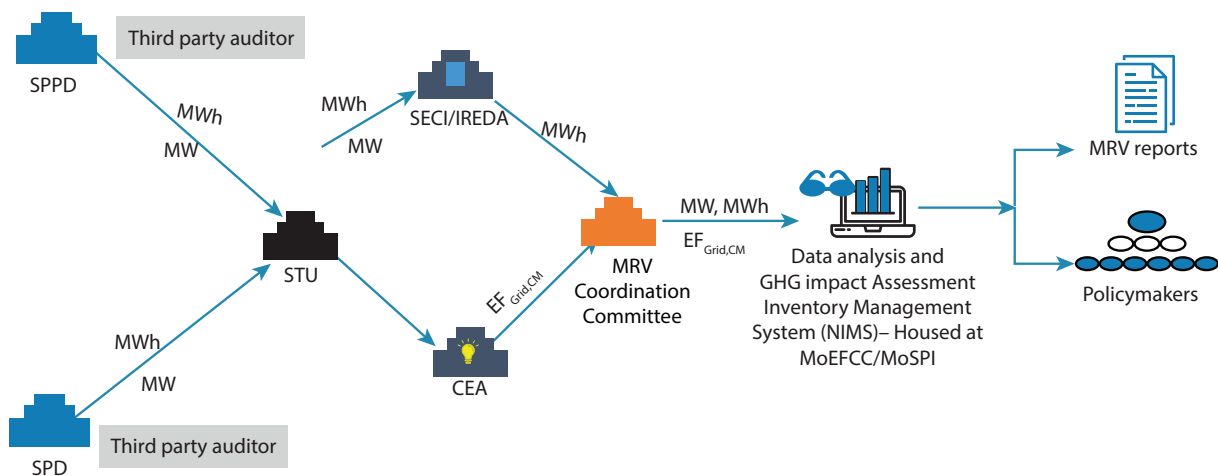 Third party auditor
SPPD
MWh
MW
MWh
MW
SECI/IREDA
MWh
STU
MWh
MW
SPD
Third party auditor
CEA
EF Grid,CM
MRV
Coordination
Committee
MW, MWh
EF Grid,CM
Data analysis and
GHG impact Assessment
Inventory Management
System (NIMS)– Housed at
MoEFCC/MoSPI
MRV reports
Policymakers